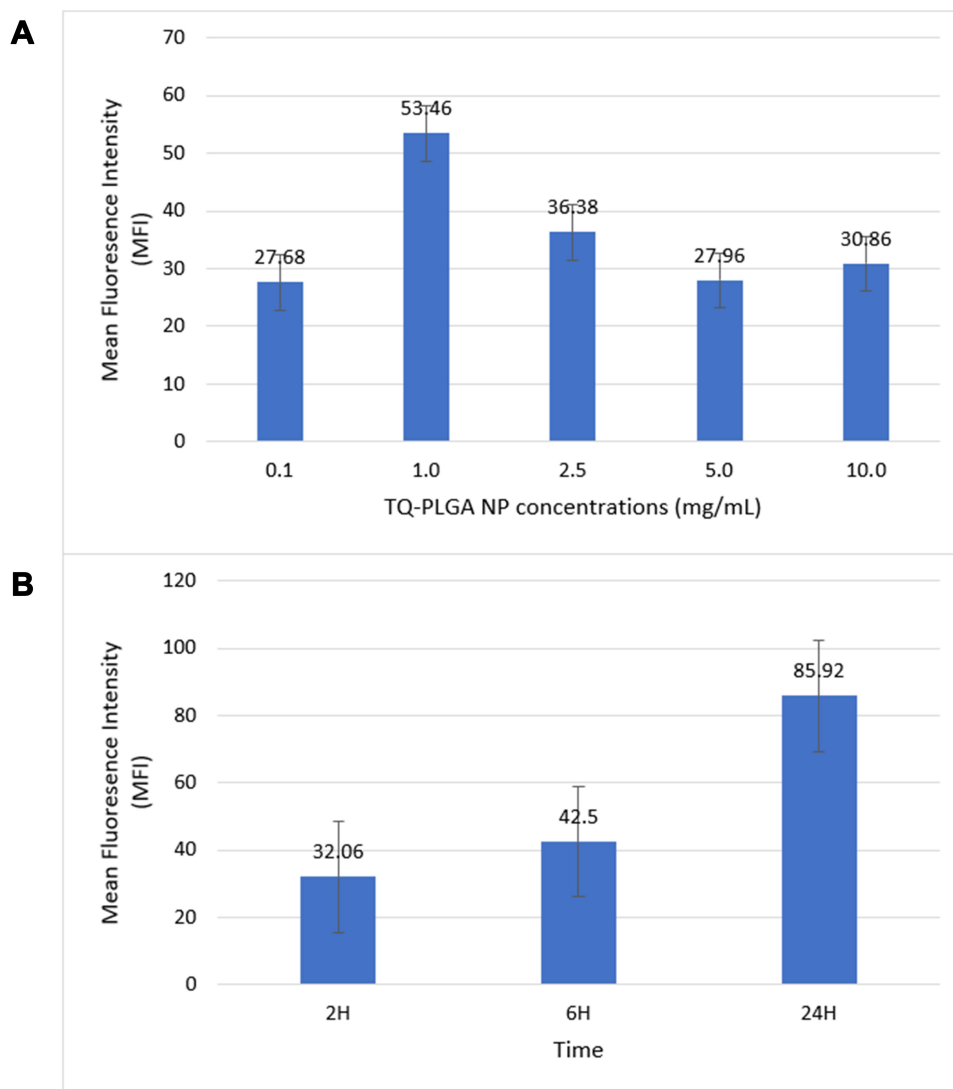 A
70
60
50
40
30
20
10
0
Mean Fluoresence Intensity
(MFI)
27.68
53.46
36.38
27.96
30.86
0.1 1.0 2.5 5.0 10.0
TQ-PLGA NP concentrations (mg/mL)
B
120
100
80
60
40
20
0
Mean Fluoresence Intensity
(MFI)
32.06
42.5
85.92
2H 6H 24H
Time